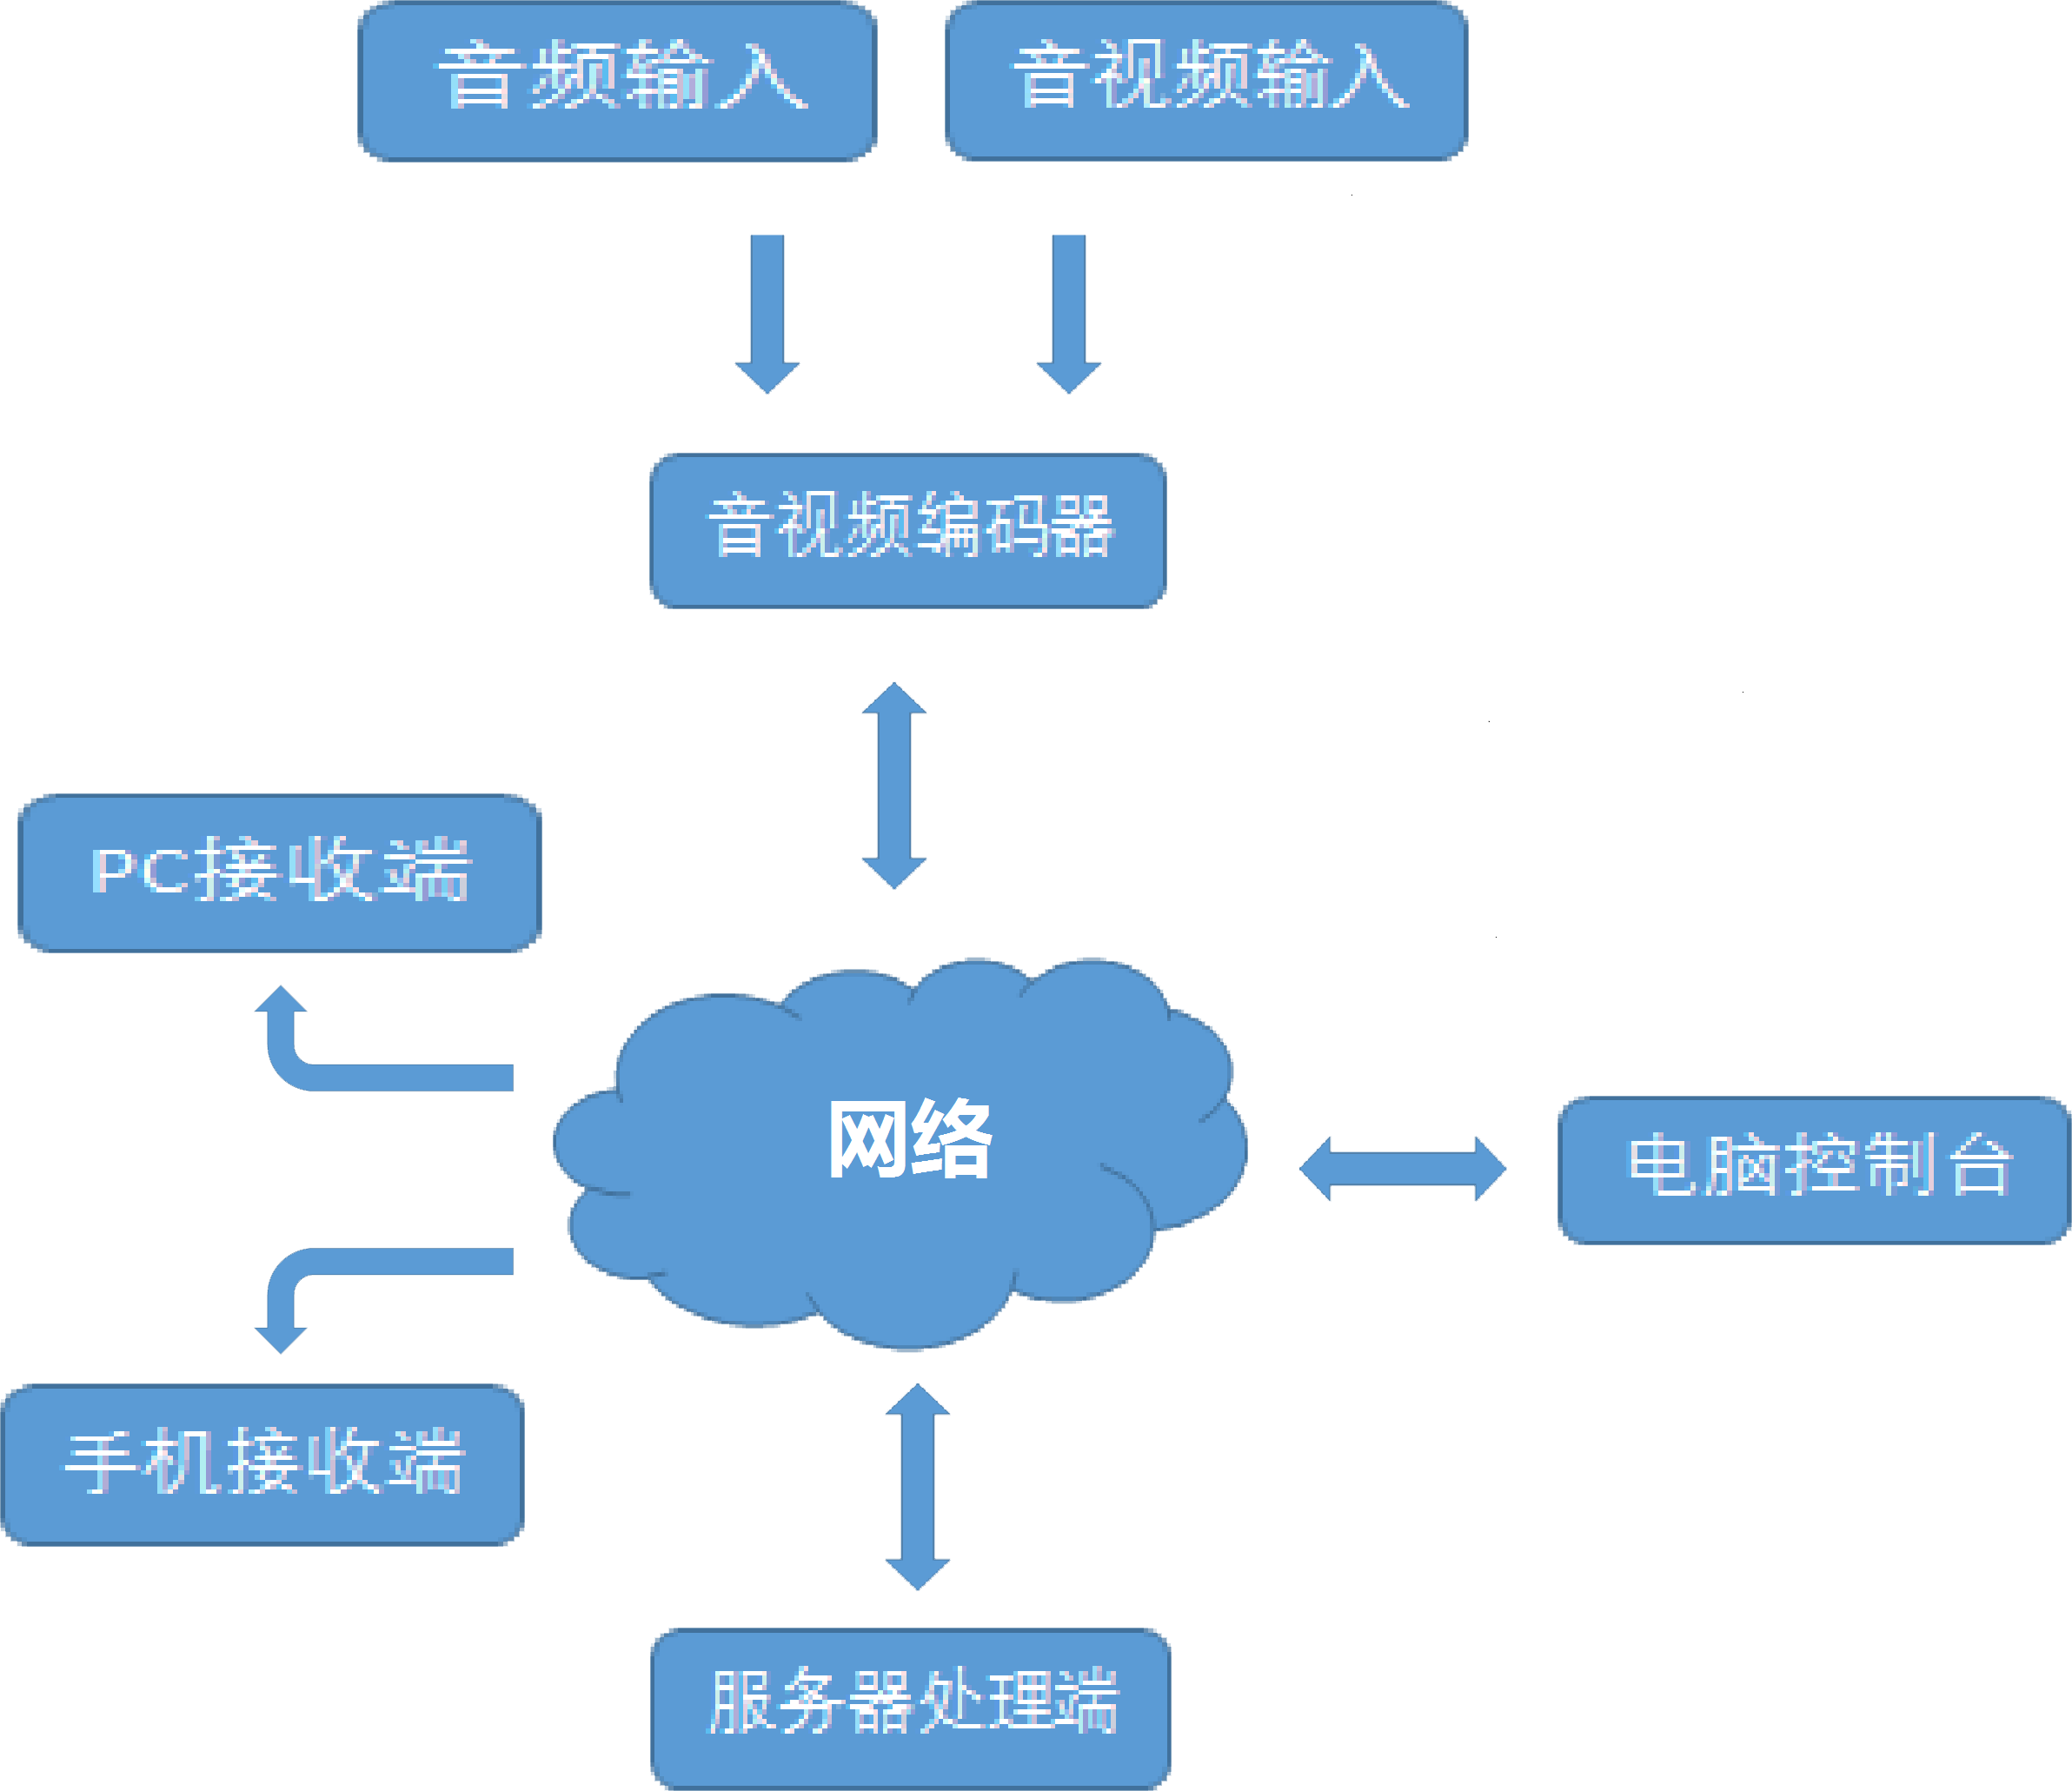 音频输入
音视频输入
音视频编码器
PC接收端
网络
电脑控制台
手机接收端
服务器处理端